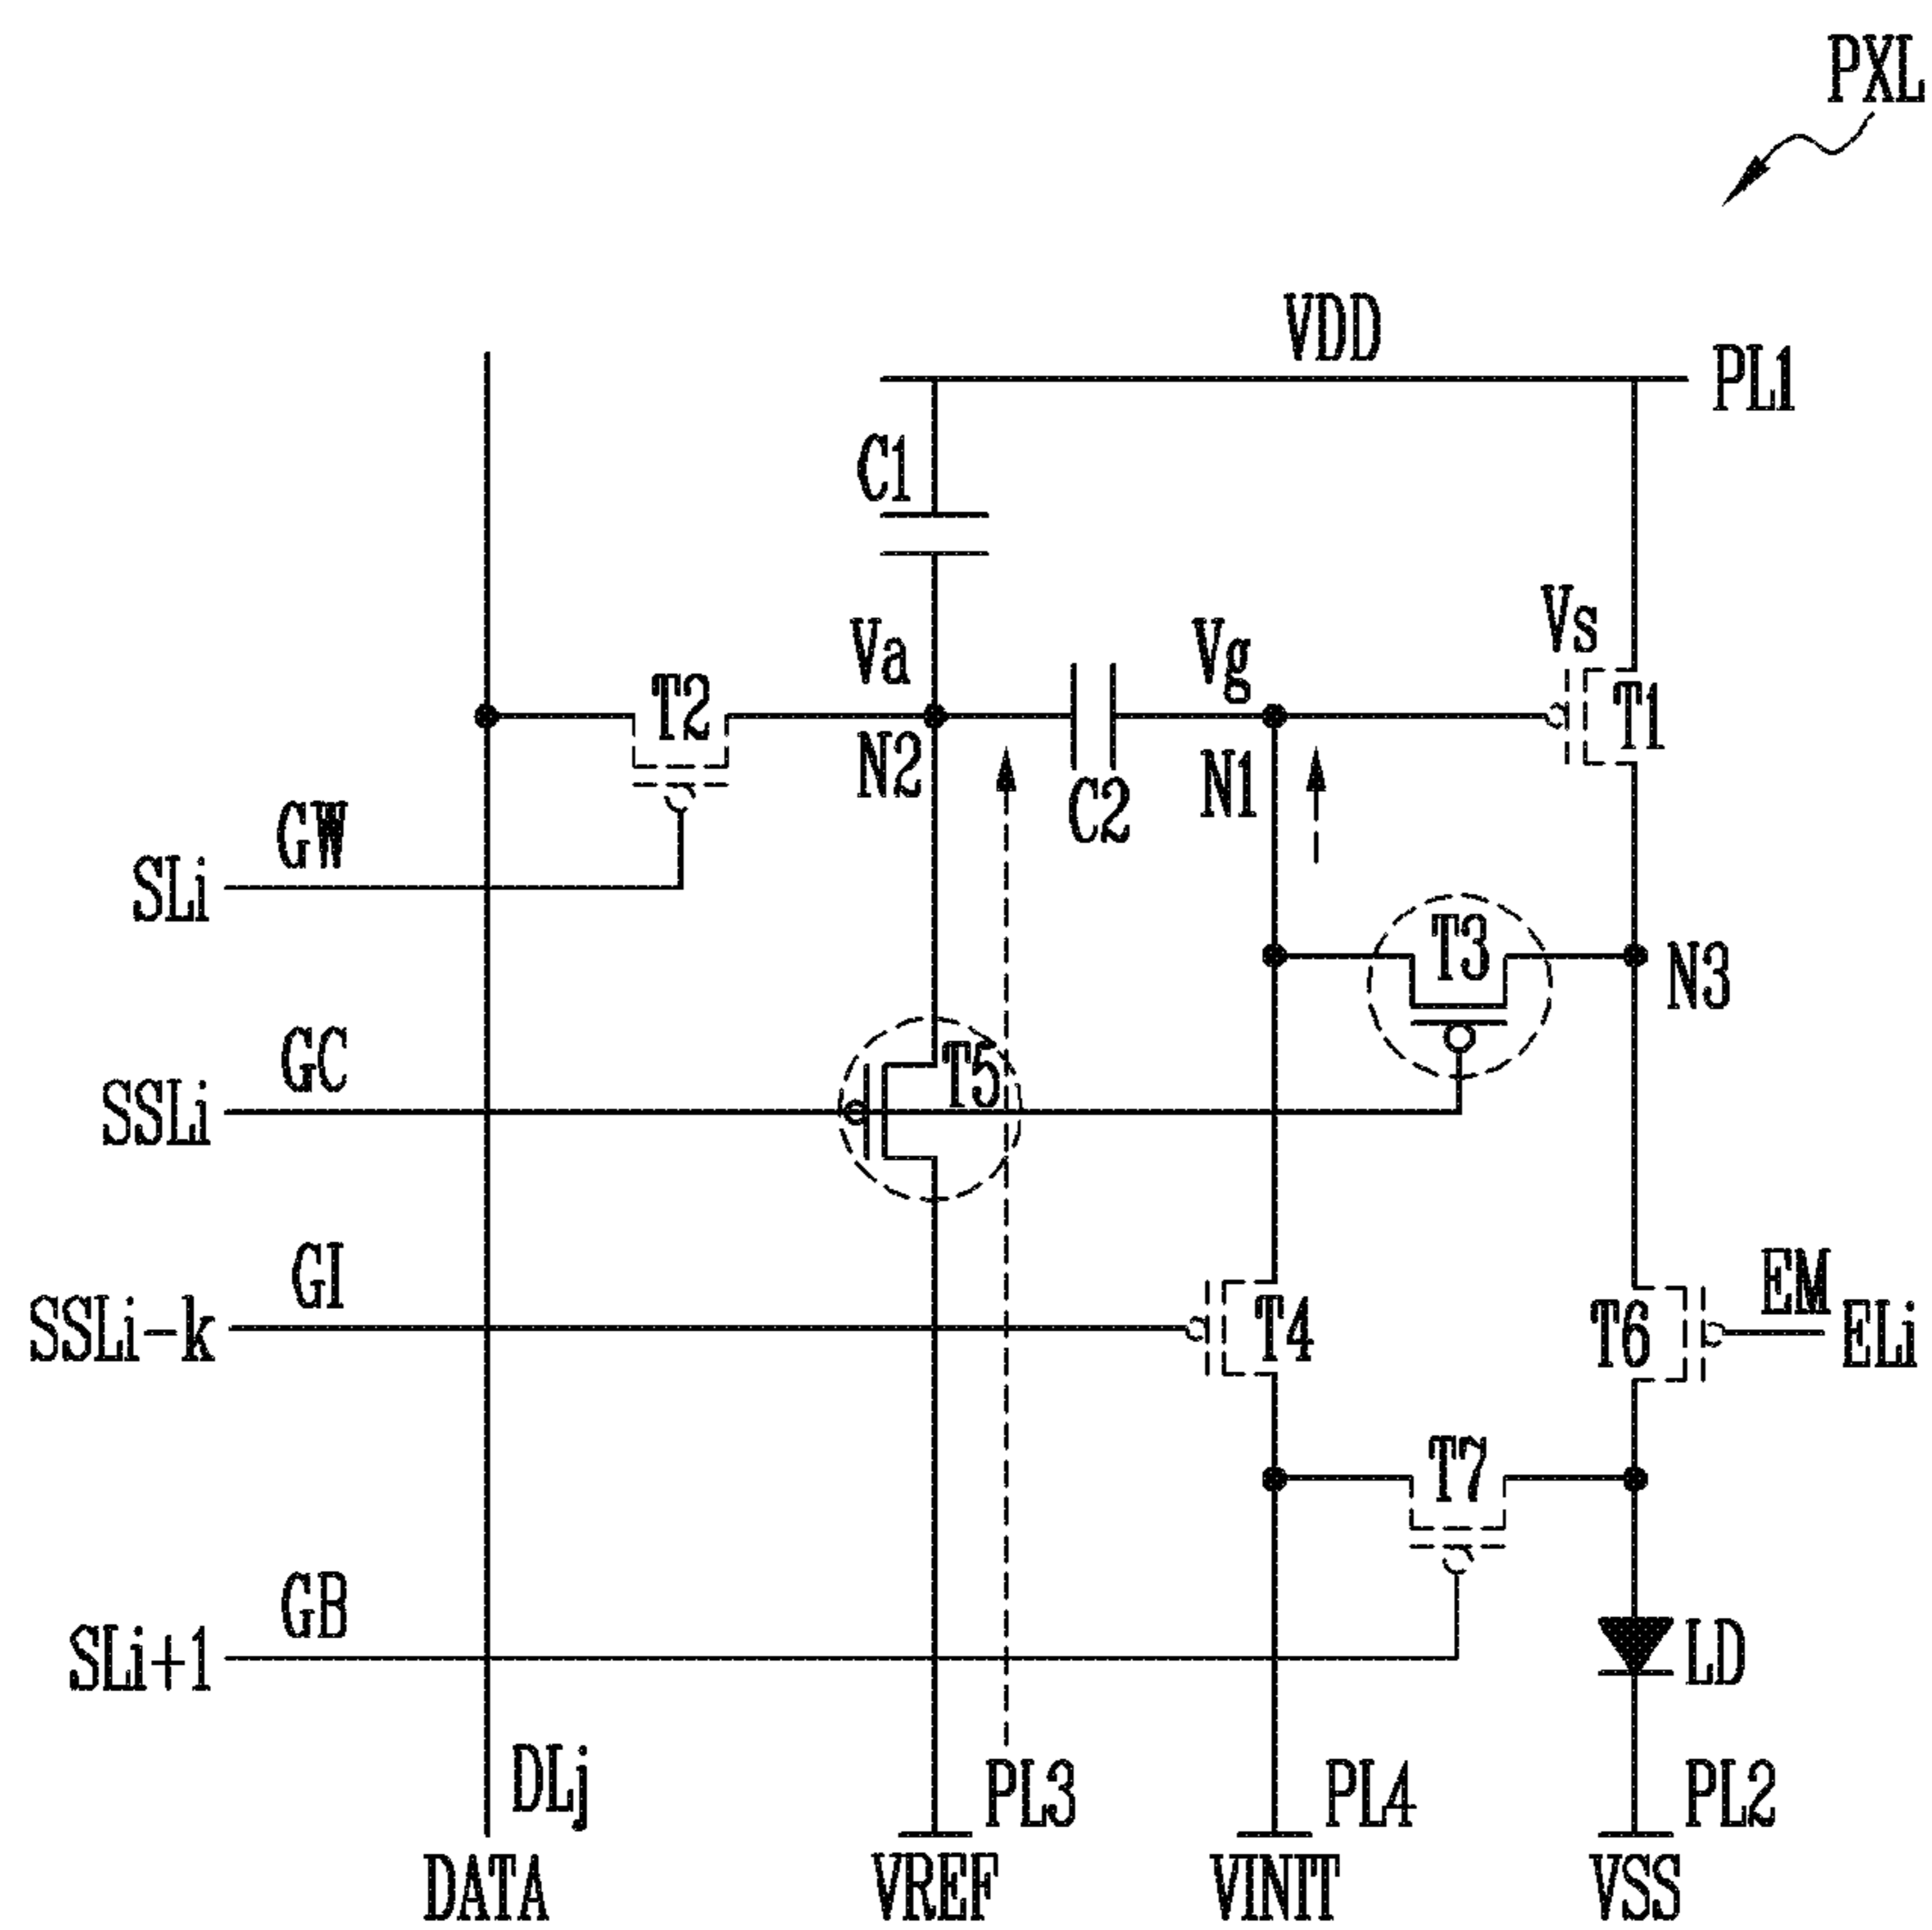 PXL
VDD
PL1
C1
Va
Vg
Vs
T2
T1
N2
N1
C2
GW
SLi
T3
N3
GC
T5
SSLi
GI
EM
SSLi-k
T4
T6
ELi
T7
GB
SLi+1
LD
DLj
PL3
PL4
PL2
DATA
VREF
VINIT
VSS